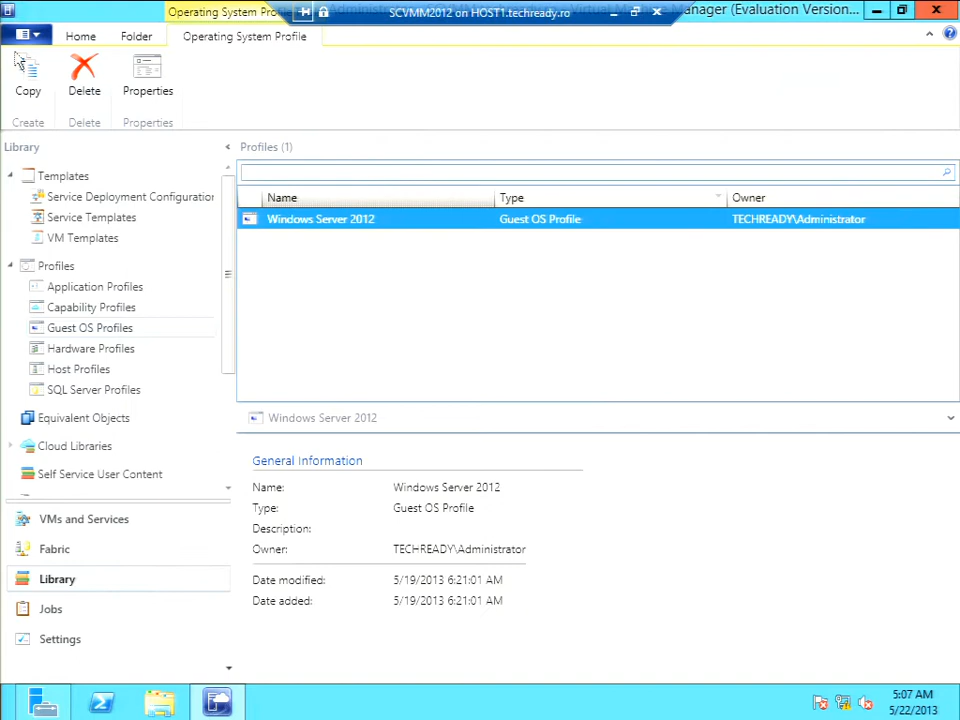 Operating System Pro
SCVMM2012 on HOST1.techready.ro
Manager (Evaluation Version...
Home
Folder
Operating System Profile
Copy
Delete
Properties
Create
Delete
Properties
Library
Profiles (1)
Templates
Service Deployment Configuration
Service Templates
VM Templates
Profiles
Application Profiles
Capability Profiles
Guest OS Profiles
Hardware Profiles
Host Profiles
SQL Server Profiles
Equivalent Objects
Cloud Libraries
Self Service User Content
VMs and Services
Fabric
Library
Jobs
Settings
Name Type Owner
Windows Server 2012 Guest OS Profile TECHREADY\Administrator
Windows Server 2012
General Information
Name: Windows Server 2012
Type: Guest OS Profile
Description:
Owner: TECHREADY\Administrator
Date modified: 5/19/2013 6:21:01 AM
Date added: 5/19/2013 6:21:01 AM
5:07 AM
5/22/2013